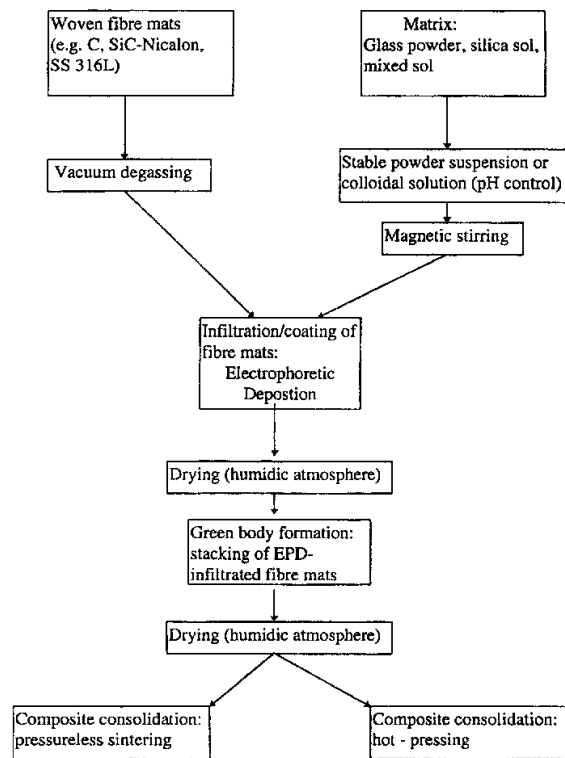 Woven fibre mats
(e.g. C, SiC-Nicalon,
SS 316L)
Matrix:
Glass powder, silica sol,
mixed sol
Vacuum degassing
Stable powder suspension or
colloidal solution (pH control)
Magnetic stirring
Infiltration/coating of
fibre mats:
Electrophoretic
Depostion
Drying (humidic atmosphere)
Green body formation:
stacking of EPD-
infiltrated fibre mats
Drying (humidic atmosphere)
Composite consolidation:
pressureless sintering
Composite consolidation:
hot - pressing